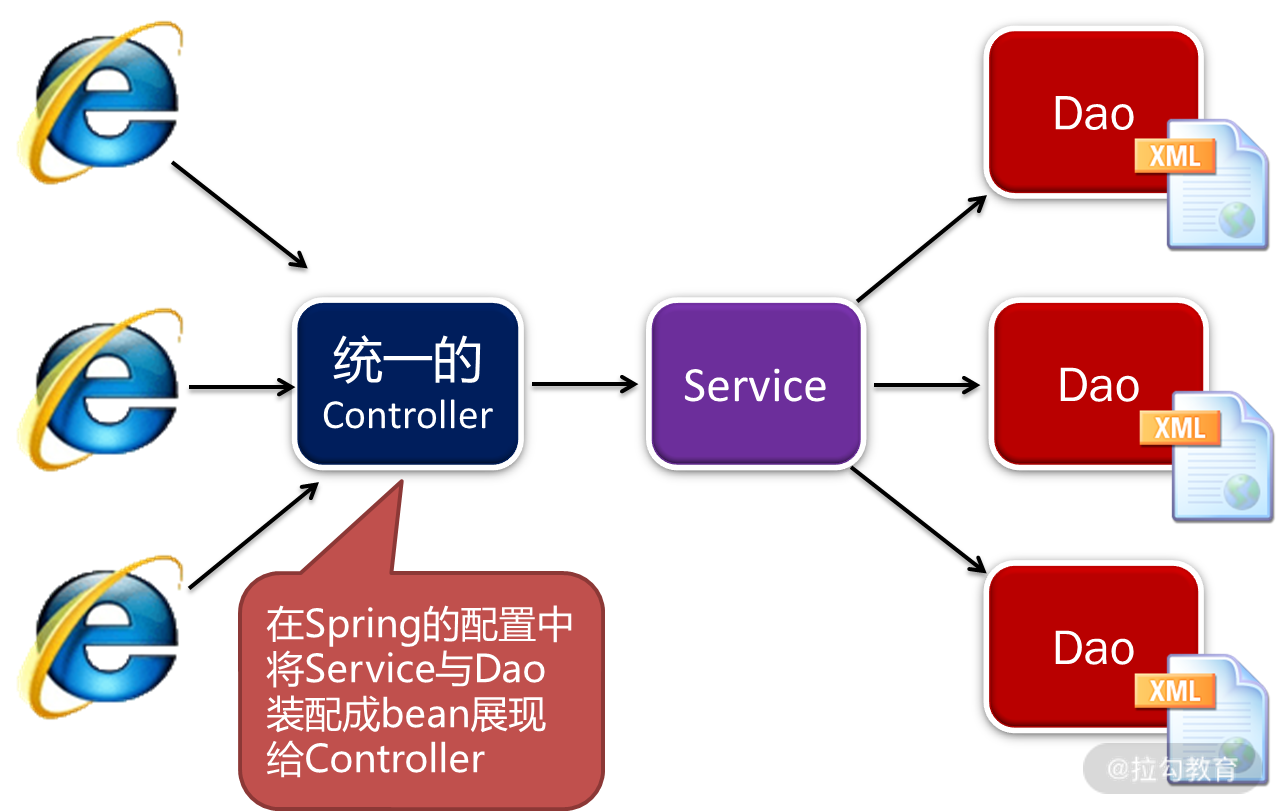 Dao
XML
统一的
Controller
Service
Dao
XML
在Spring的配置中
将Service与Dao
装配成bean展现
给Controller
Dao
XML
@拉勾教育